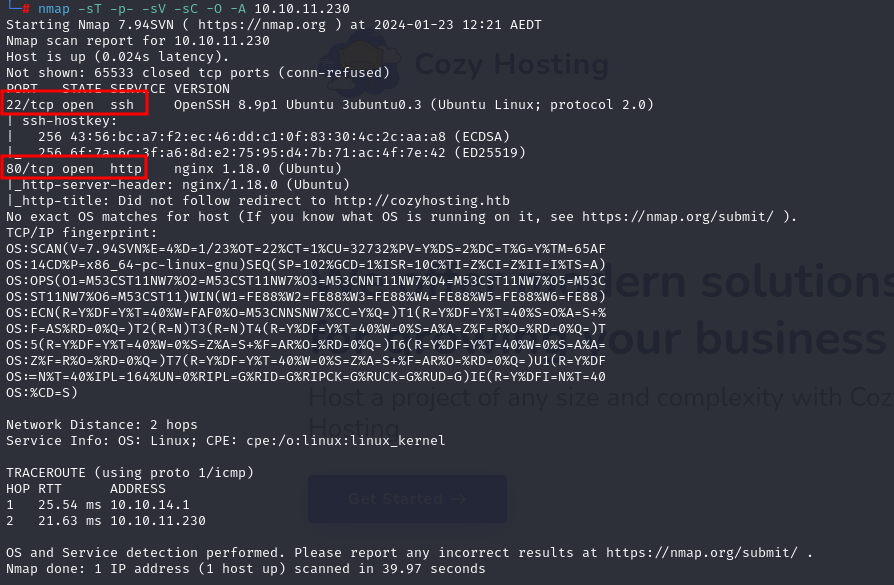 └─# nmap -sT -p- -sV -sC -O -A 10.10.11.230
Starting Nmap 7.94SVN ( https://nmap.org ) at 2024-01-23 12:21 AEDT
Nmap scan report for 10.10.11.230
Host is up (0.024s latency).
Not shown: 65533 closed tcp ports (conn-refused)
PORT   STATE SERVICE VERSION
22/tcp open  ssh     OpenSSH 8.9p1 Ubuntu 3ubuntu0.3 (Ubuntu Linux; protocol 2.0)
| ssh-hostkey:
|   256 43:56:bc:a7:f2:ec:46:dd:c1:0f:83:30:4c:2c:aa:a8 (ECDSA)
|_  256 6f:7a:6c:3f:a6:8d:e2:75:95:d4:7b:71:ac:4f:7e:42 (ED25519)
80/tcp open  http    nginx 1.18.0 (Ubuntu)
|_http-server-header: nginx/1.18.0 (Ubuntu)
|_http-title: Did not follow redirect to http://cozyhosting.htb
No exact OS matches for host (If you know what OS is running on it, see https://nmap.org/submit/ ).
TCP/IP fingerprint:
OS:SCAN(V=7.94SVN%E=4%D=1/23%OT=22%CT=1%CU=32732%PV=Y%DS=2%DC=T%G=Y%TM=65AF
OS:14CD%P=x86_64-pc-linux-gnu)SEQ(SP=102%GCD=1%ISR=10C%TI=Z%CI=Z%II=I%TS=A)
OS:OPS(O1=M53CST11NW7%O2=M53CST11NW7%O3=M53CNNT11NW7%O4=M53CST11NW7%O5=M53C
OS:ST11NW7%O6=M53CST11)WIN(W1=FE88%W2=FE88%W3=FE88%W4=FE88%W5=FE88%W6=FE88)
OS:ECN(R=Y%DF=Y%T=40%W=FAF0%O=M53CNNSNW7%CC=Y%Q=)T1(R=Y%DF=Y%T=40%S=O%A=S+%
OS:F=AS%RD=0%Q=)T2(R=N)T3(R=N)T4(R=Y%DF=Y%T=40%W=0%S=A%A=Z%F=R%O=%RD=0%Q=)T
OS:5(R=Y%DF=Y%T=40%W=0%S=Z%A=S+%F=AR%O=%RD=0%Q=)T6(R=Y%DF=Y%T=40%W=0%S=A%A=
OS:Z%F=R%O=%RD=0%Q=)T7(R=Y%DF=Y%T=40%W=0%S=Z%A=S+%F=AR%O=%RD=0%Q=)U1(R=Y%DF
OS:=N%T=40%IPL=164%UN=0%RIPL=G%RID=G%RIPCK=G%RUCK=G%RUD=G)IE(R=Y%DFI=N%T=40
OS:%CD=S)
Network Distance: 2 hops
Service Info: OS: Linux; CPE: cpe:/o:linux:linux_kernel
TRACEROUTE (using proto 1/icmp)
HOP RTT      ADDRESS
1   25.54 ms 10.10.14.1
2   21.63 ms 10.10.11.230
OS and Service detection performed. Please report any incorrect results at https://nmap.org/submit/ .
Nmap done: 1 IP address (1 host up) scanned in 39.97 seconds
Cozy Hosting
dern solutions
our business
Host a project of any size and complexity with Coz
Hosting
Get Started →